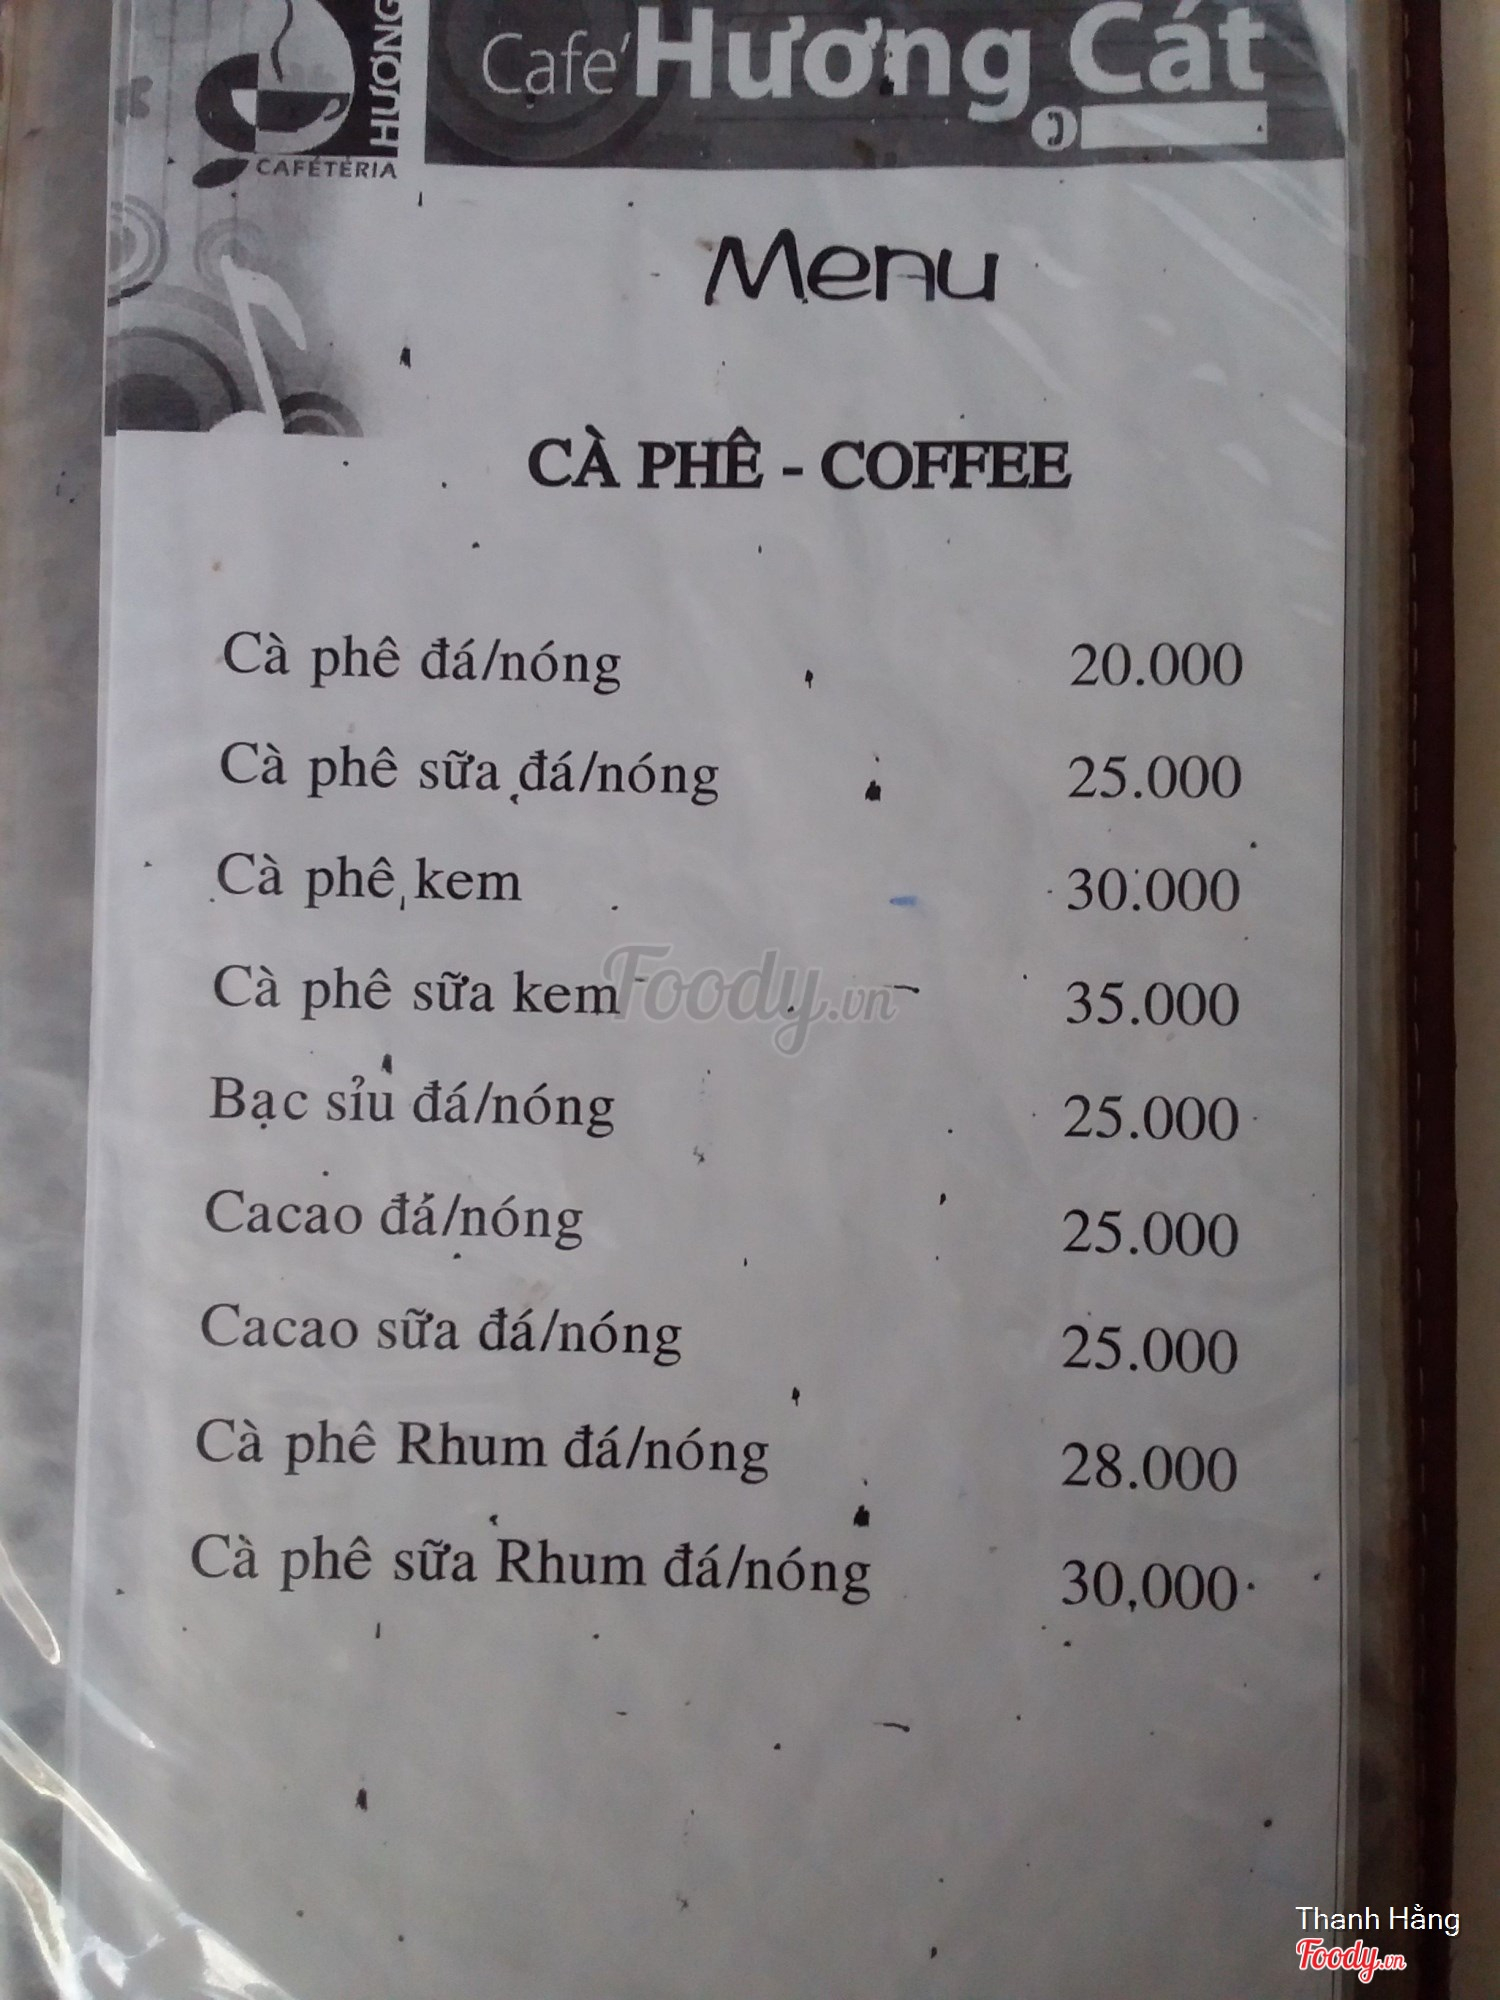 HƯƠNG
CAFÉTÉRIA
Cafe' Hương Cát
Menu
CÀ PHÊ - COFFEE
Cà phê đá/nóng 20.000
Cà phê sữa đá/nóng 25.000
Cà phê kem 30.000
Cà phê sữa kem 35.000
Bạc sỉu đá/nóng 25.000
Cacao đá/nóng 25.000
Cacao sữa đá/nóng 25.000
Cà phê Rhum đá/nóng 28.000
Cà phê sữa Rhum đá/nóng 30,000
Foody.vn
Thanh Hằng
Foody.vn